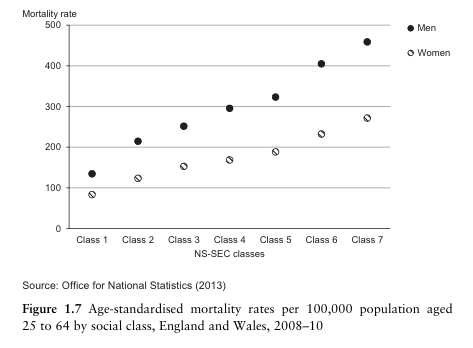 Mortality rate
500
400
300
200
100
0
Men
Women
Class 1 Class 2 Class 3 Class 4 Class 5 Class 6 Class 7
NS-SEC classes
Source: Office for National Statistics (2013)
Figure 1.7 Age-standardised mortality rates per 100,000 population aged
25 to 64 by social class, England and Wales, 2008–10